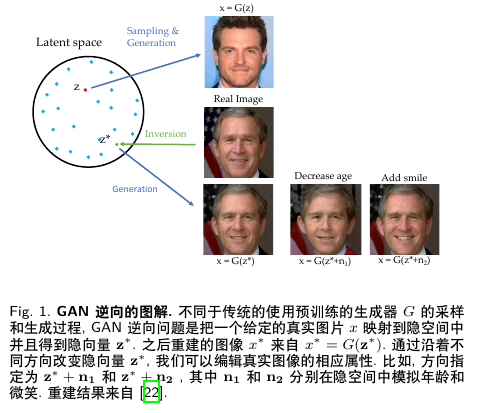 x = G(z)
Sampling &
Generation
Latent space
z
Real Image
z*
Inversion
Generation
Decrease age
Add smile
x = G(z*)
x = G(z*+n₁)
x = G(z*+n₂)
Fig. 1. GAN 逆向的图解. 不同于传统的使用预训练的生成器 G 的采样
和生成过程, GAN 逆向问题是把一个给定的真实图片 x 映射到隐空间中
并且得到隐向量 z*. 之后重建的图像 x* 来自 x* = G(z*). 通过沿着不
同方向改变隐向量 z*, 我们可以编辑真实图像的相应属性. 比如, 方向指
定为 z* + n₁ 和 z* + n₂ , 其中 n₁ 和 n₂ 分别在隐空间中模拟年龄和
微笑. 重建结果来自 [22].